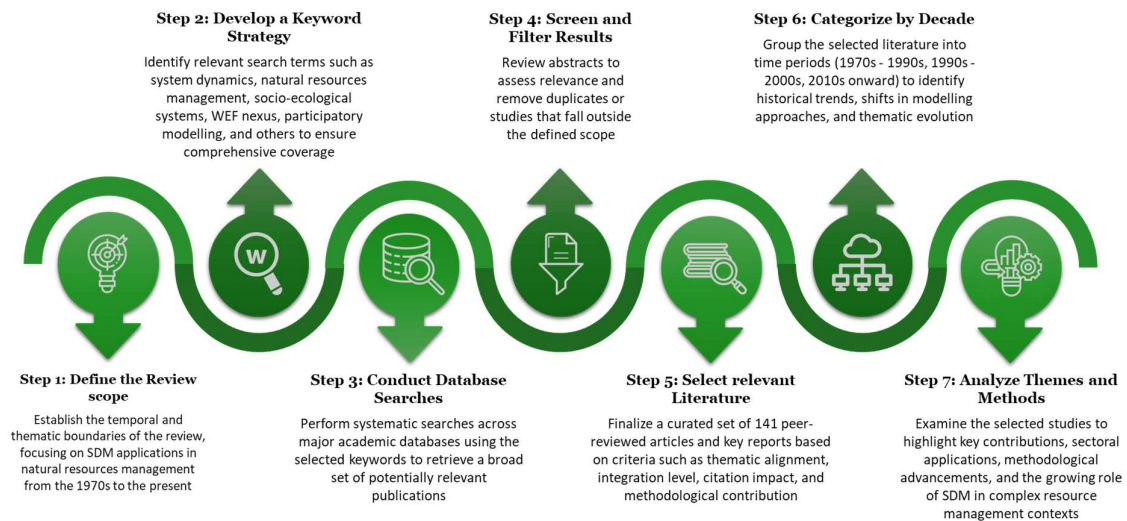 Step 1: Define the Review
scope
Establish the temporal and
thematic boundaries of the review,
focusing on SDM applications in
natural resources management
from the 1970s to the present
Step 2: Develop a Keyword
Strategy
Identify relevant search terms such as
system dynamics, natural resources
management, socio-ecological
systems, WEF nexus, participatory
modelling, and others to ensure
comprehensive coverage
W
Step 3: Conduct Database
Searches
Perform systematic searches across
major academic databases using the
selected keywords to retrieve a broad
set of potentially relevant
publications
Step 4: Screen and
Filter Results
Review abstracts to
assess relevance and
remove duplicates or
studies that fall outside
the defined scope
Step 5: Select relevant
Literature
Finalize a curated set of 141 peer-
reviewed articles and key reports based
on criteria such as thematic alignment,
integration level, citation impact, and
methodological contribution
Step 6: Categorize by Decade
Group the selected literature into
time periods (1970s - 1990s, 1990s -
2000s, 2010s onward) to identify
historical trends, shifts in modelling
approaches, and thematic evolution
Step 7: Analyze Themes and
Methods
Examine the selected studies to
highlight key contributions, sectoral
applications, methodological
advancements, and the growing role
of SDM in complex resource
management contexts